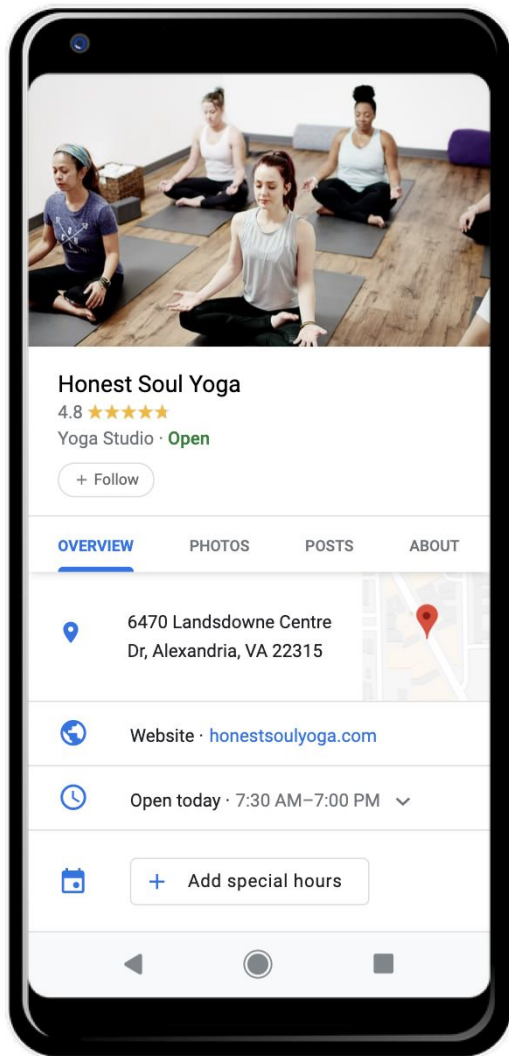 Honest Soul Yoga
4.8
Yoga Studio · Open
+ Follow
OVERVIEW PHOTOS POSTS ABOUT
6470 Landsdowne Centre
Dr, Alexandria, VA 22315
Website · honestsoulyoga.com
Open today · 7:30 AM–7:00 PM
+ Add special hours